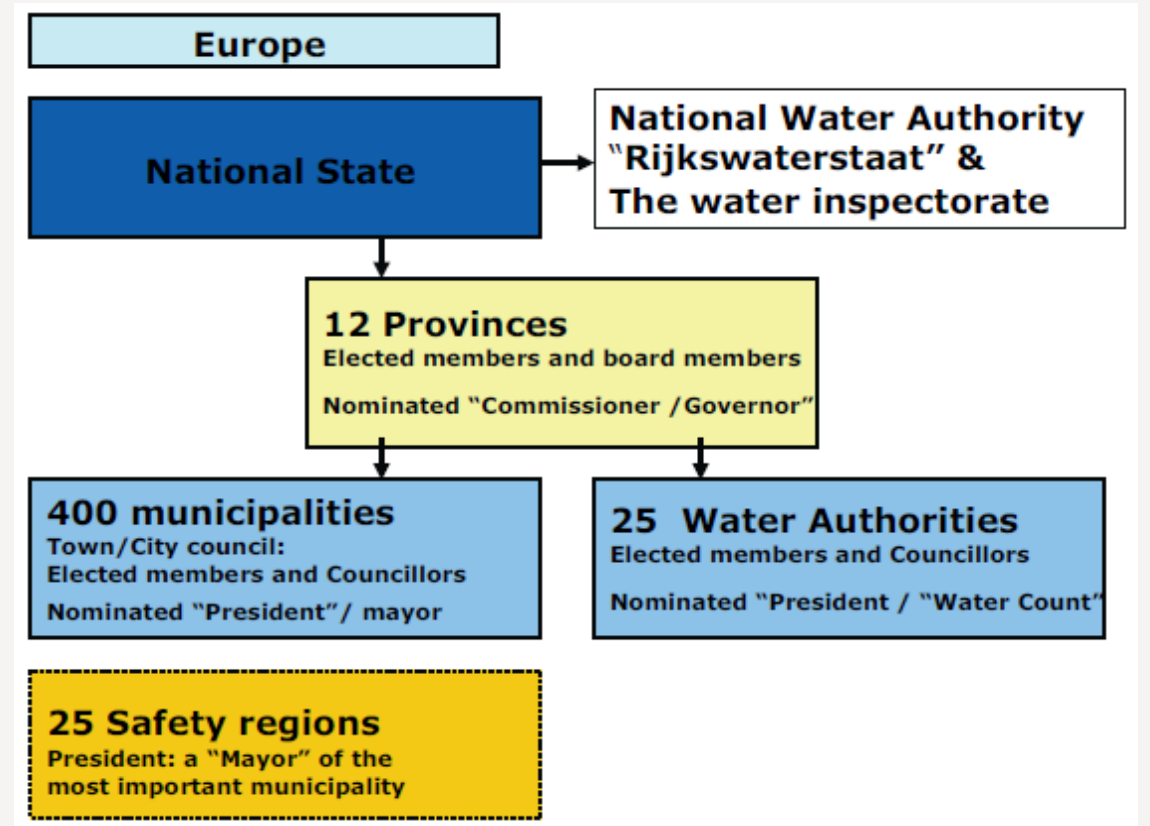 Europe
National State
National Water Authority
“Rijkswaterstaat” &
The water inspectorate
12 Provinces
Elected members and board members
Nominated “Commissioner /Governor”
400 municipalities
Town/City council:
Elected members and Councillors
Nominated “President”/ mayor
25 Water Authorities
Elected members and Councillors
Nominated “President / “Water Count”
25 Safety regions
President: a “Mayor” of the
most important municipality